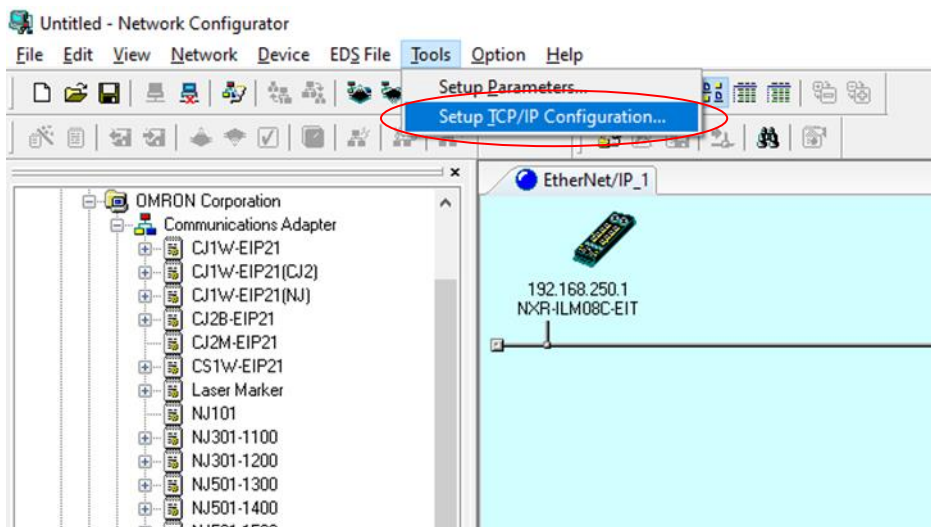 Untitled - Network Configurator
File Edit View Network Device EDS File Tools Option Help
Setup Parameters...
Setup TCP/IP Configuration...
EtherNet/IP_1
OMRON Corporation
Communications Adapter
CJ1W-EIP21
CJ1W-EIP21(CJ2)
CJ1W-EIP21(NJ)
CJ2B-EIP21
CJ2M-EIP21
CS1W-EIP21
Laser Marker
NJ101
NJ301-1100
NJ301-1200
NJ501-1300
NJ501-1400
192.168.250.1
NXR-ILM08C-EIT